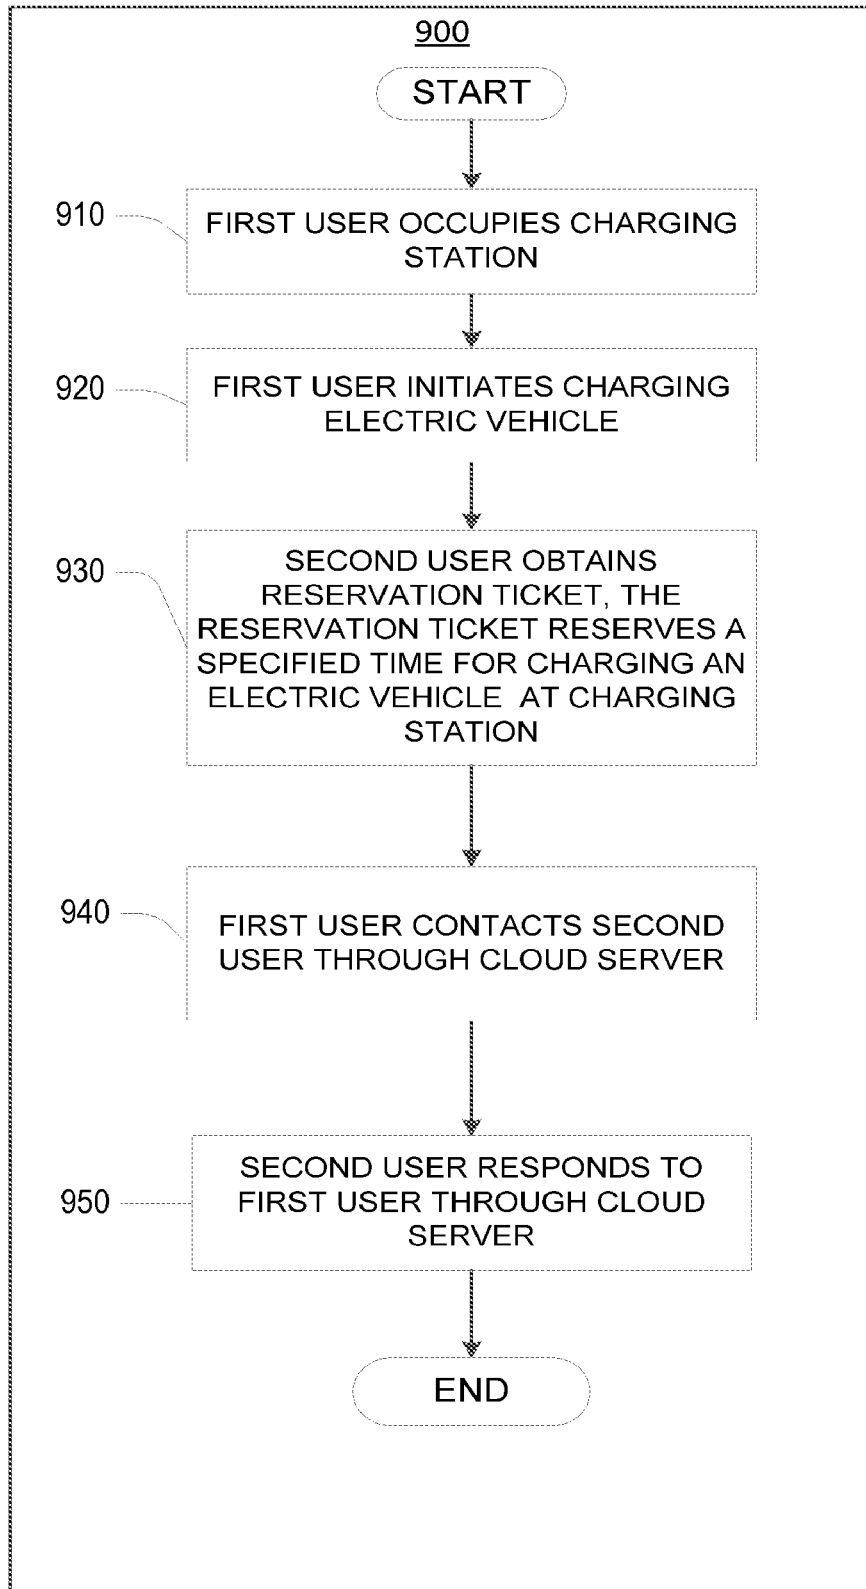 900
START
910
FIRST USER OCCUPIES CHARGING
STATION
920
FIRST USER INITIATES CHARGING
ELECTRIC VEHICLE
930
SECOND USER OBTAINS
RESERVATION TICKET, THE
RESERVATION TICKET RESERVES A
SPECIFIED TIME FOR CHARGING AN
ELECTRIC VEHICLE AT CHARGING
STATION
940
FIRST USER CONTACTS SECOND
USER THROUGH CLOUD SERVER
950
SECOND USER RESPONDS TO
FIRST USER THROUGH CLOUD
SERVER
END